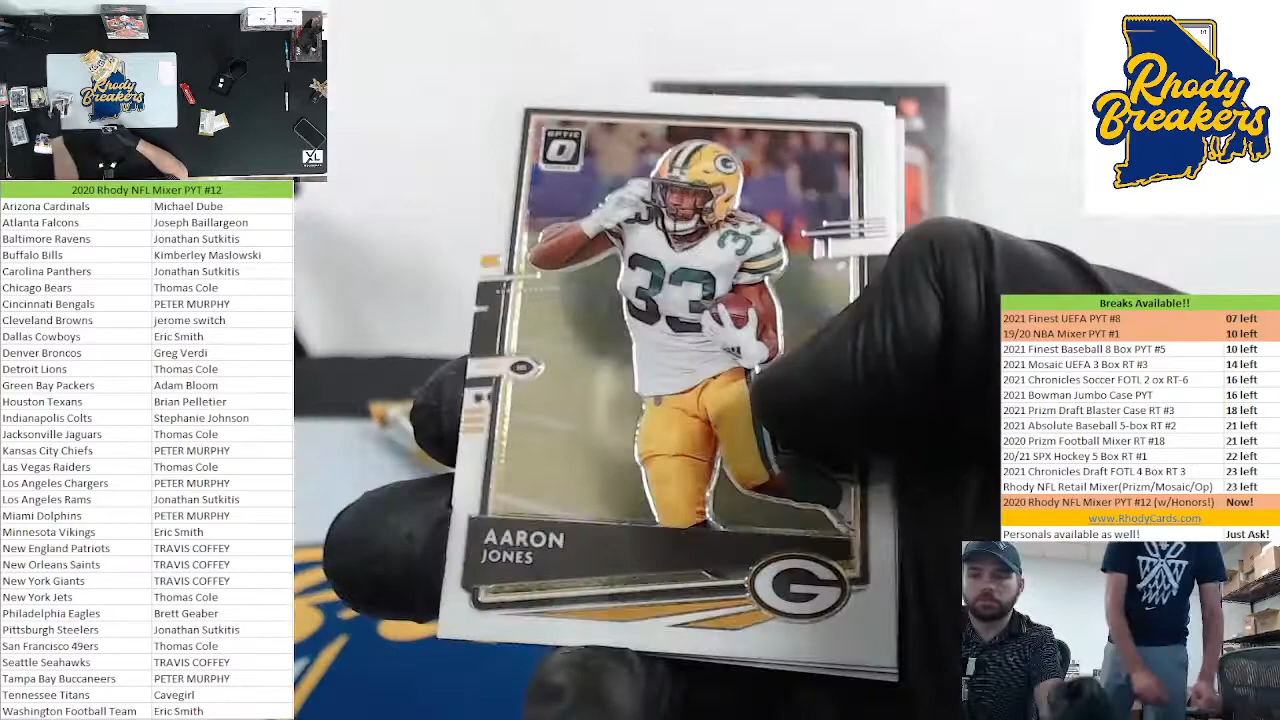 Rhody
Breakers
XL
2020 Rhody NFL Mixer PYT #12
Arizona Cardinals Michael Dube
Atlanta Falcons Joseph Baillargeon
Baltimore Ravens Jonathan Sutkitis
Buffalo Bills Kimberley Maslowski
Carolina Panthers Jonathan Sutkitis
Chicago Bears Thomas Cole
Cincinnati Bengals PETER MURPHY
Cleveland Browns jerome switch
Dallas Cowboys Eric Smith
Denver Broncos Greg Verdi
Detroit Lions Thomas Cole
Green Bay Packers Adam Bloom
Houston Texans Brian Pelletier
Indianapolis Colts Stephanie Johnson
Jacksonville Jaguars Thomas Cole
Kansas City Chiefs PETER MURPHY
Las Vegas Raiders Thomas Cole
Los Angeles Chargers PETER MURPHY
Los Angeles Rams Jonathan Sutkitis
Miami Dolphins PETER MURPHY
Minnesota Vikings Eric Smith
New England Patriots TRAVIS COFFEY
New Orleans Saints TRAVIS COFFEY
New York Giants TRAVIS COFFEY
New York Jets Thomas Cole
Philadelphia Eagles Brett Geaber
Pittsburgh Steelers Jonathan Sutkitis
San Francisco 49ers Thomas Cole
Seattle Seahawks TRAVIS COFFEY
Tampa Bay Buccaneers PETER MURPHY
Tennessee Titans Cavegirl
Washington Football Team Eric Smith
OPTIC
33
33
AARON
JONES
G
Rhody
Breakers
Breaks Available!!
2021 Finest UEFA PYT #8 07 left
19/20 NBA Mixer PYT #1 10 left
2021 Finest Baseball 8 Box PYT #5 10 left
2021 Mosaic UEFA 3 Box RT #3 14 left
2021 Chronicles Soccer FOTL 2 ox RT-6 16 left
2021 Bowman Jumbo Case PYT 16 left
2021 Prizm Draft Blaster Case RT #3 18 left
2021 Absolute Baseball 5-box RT #2 21 left
2020 Prizm Football Mixer RT #18 21 left
20/21 SPX Hockey 5 Box RT #1 22 left
2021 Chronicles Draft FOTL 4 Box RT 3 23 left
Rhody NFL Retail Mixer(Prizm/Mosaic/Op) 23 left
2020 Rhody NFL Mixer PYT #12 (w/Honors!) Now!
www.RhodyCards.com
Personals available as well! Just Ask!